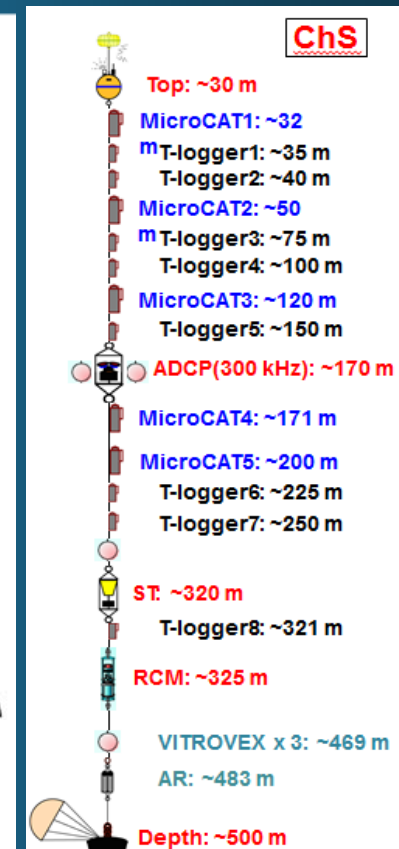 ChS
Top: ~30 m
MicroCAT1: ~32
m T-logger1: ~35 m
T-logger2: ~40 m
MicroCAT2: ~50
m T-logger3: ~75 m
T-logger4: ~100 m
MicroCAT3: ~120 m
T-logger5: ~150 m
ADCP(300 kHz): ~170 m
MicroCAT4: ~171 m
MicroCAT5: ~200 m
T-logger6: ~225 m
T-logger7: ~250 m
ST: ~320 m
T-logger8: ~321 m
RCM: ~325 m
VITROVEX x 3: ~469 m
AR: ~483 m
Depth: ~500 m